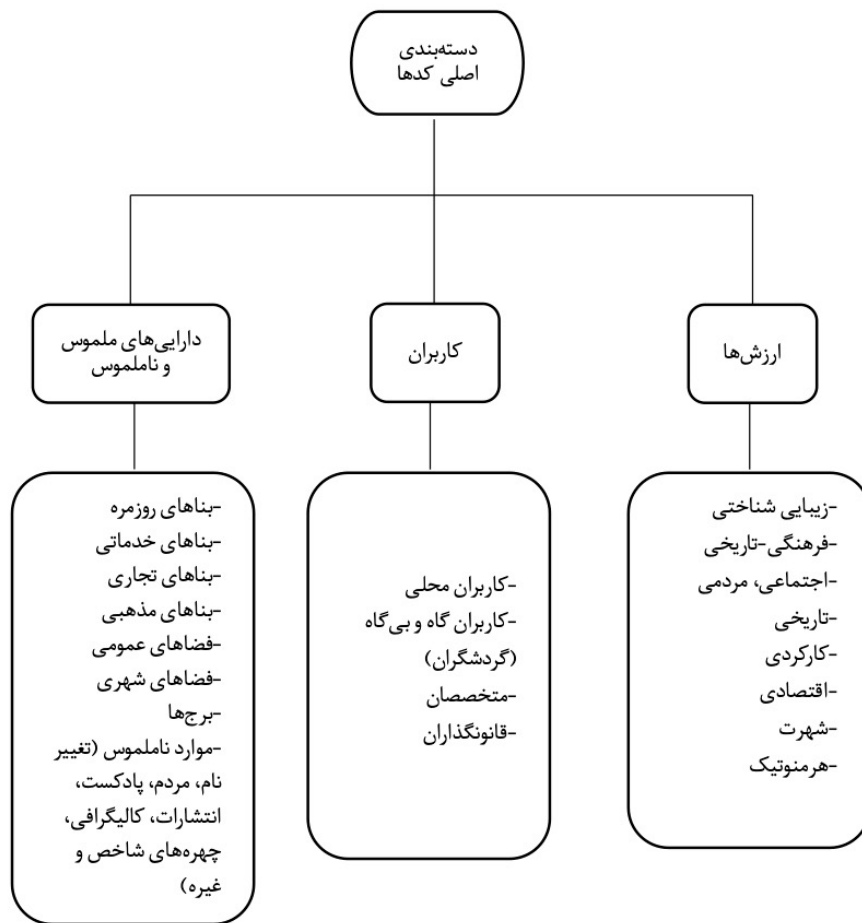 دسته‌بندی
اصلی کدها
ارزش‌ها
کاربران
دارایی‌های ملموس
و ناملموس
-زیبایی شناختی
-فرهنگی-تاریخی
-اجتماعی، مردمی
-تاریخی
-کارکردی
-اقتصادی
-شهرت
-هرمنوتیک
-کاربران محلی
-کاربران گاه و بی‌گاه
(گردشگران)
-متخصصان
-قانونگذاران
-بناهای روزمره
-بناهای خدماتی
-بناهای تجاری
-بناهای مذهبی
-فضاهای عمومی
-فضاهای شهری
-برج‌ها
-موارد ناملموس (تغییر
نام، مردم، پادکست،
انتشارات، کالیگرافی،
چهره‌های شاخص و
غیره)